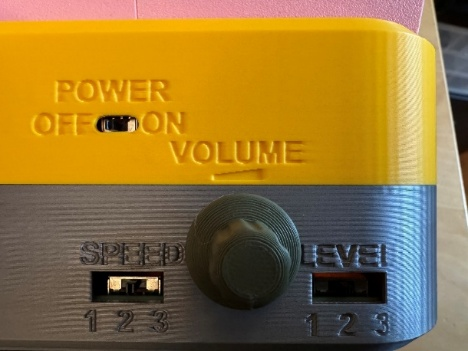 POWER
OFF ON
VOLUME
SPEED LEVEL
1 2 3 1 2 3